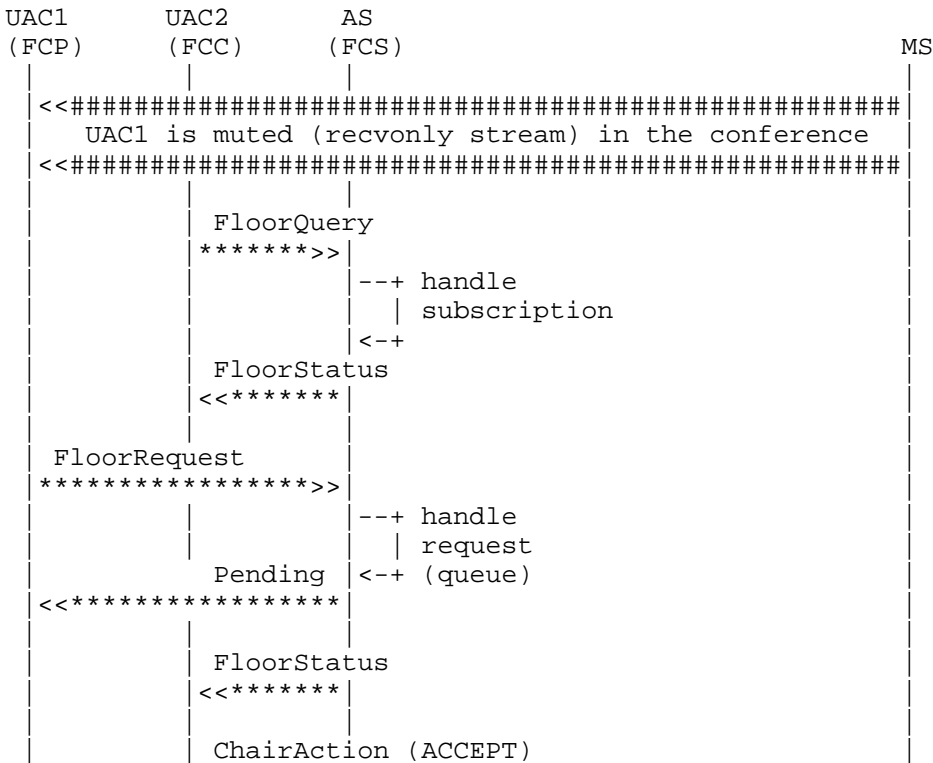 UAC1 UAC2 AS
(FCP) (FCC) (FCS) MS
| | | |
|<<####################################################|
| UAC1 is muted (recvonly stream) in the conference |
|<<####################################################|
| | | |
| | FloorQuery |
| |*******>>| |
| | |--+ handle |
| | | | subscription |
| | |<-+ |
| | FloorStatus |
| |<<*******| |
| | | |
| FloorRequest | |
|*****************>>| |
| | |--+ handle |
| | | | request |
| Pending |<-+ (queue) |
|<<*****************| |
| | | |
| | FloorStatus |
| |<<*******| |
| | | |
| | ChairAction (ACCEPT) |